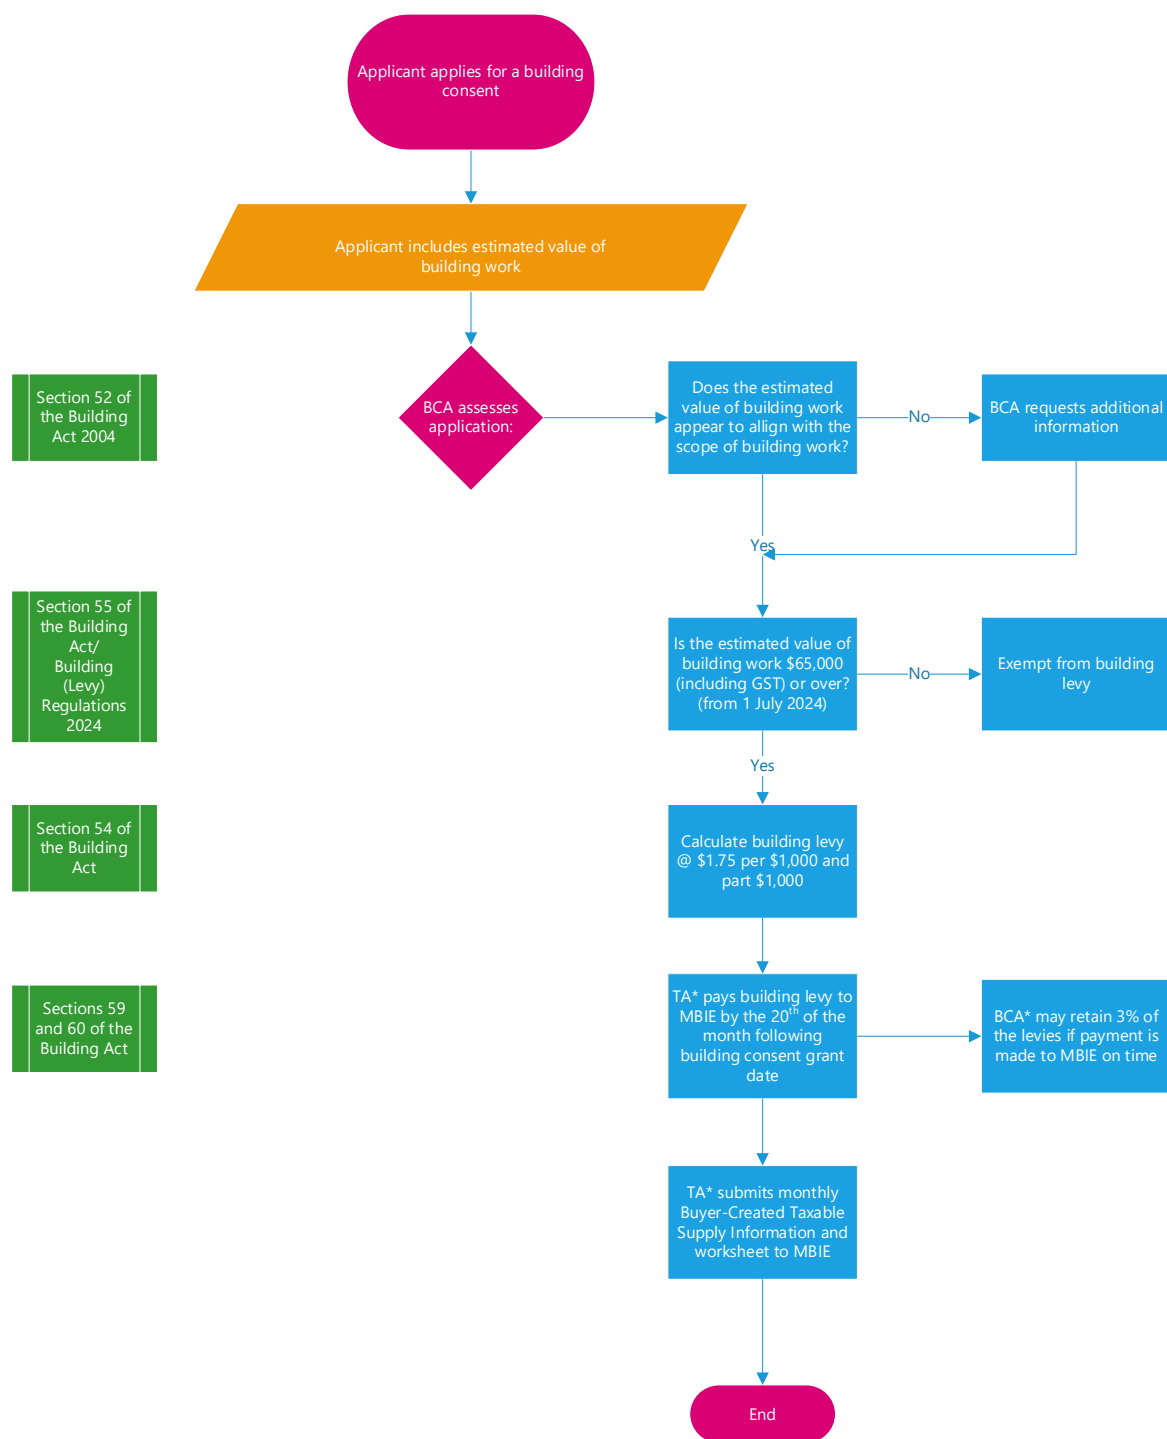 Applicant applies for a building
consent
Applicant includes estimated value of
building work
Section 52 of
the Building
Act 2004
BCA assesses
application:
Does the estimated
value of building work
appear to allign with the
scope of building work?
No
BCA requests additional
information
Yes
Section 55 of
the Building
Act/
Building
(Levy)
Regulations
2024
Is the estimated value of
building work $65,000
(including GST) or over?
(from 1 July 2024)
No
Exempt from building
levy
Yes
Section 54 of
the Building
Act
Calculate building levy
@ $1.75 per $1,000 and
part $1,000
Sections 59
and 60 of the
Building Act
TA* pays building levy to
MBIE by the 20th of the
month following
building consent grant
date
BCA* may retain 3% of
the levies if payment is
made to MBIE on time
TA* submits monthly
Buyer-Created Taxable
Supply Information and
worksheet to MBIE
End